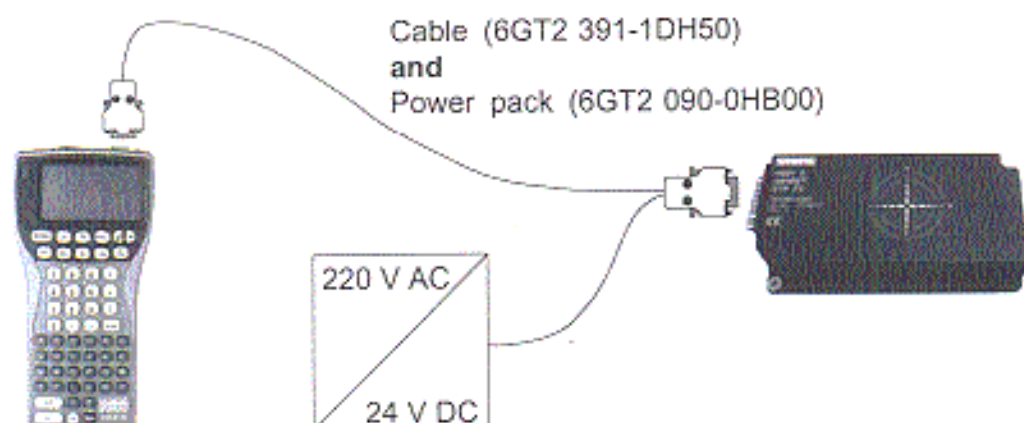 Cable (6GT2 391-1DH50)
and
Power pack (6GT2 090-0HB00)
220 V AC
24 V DC